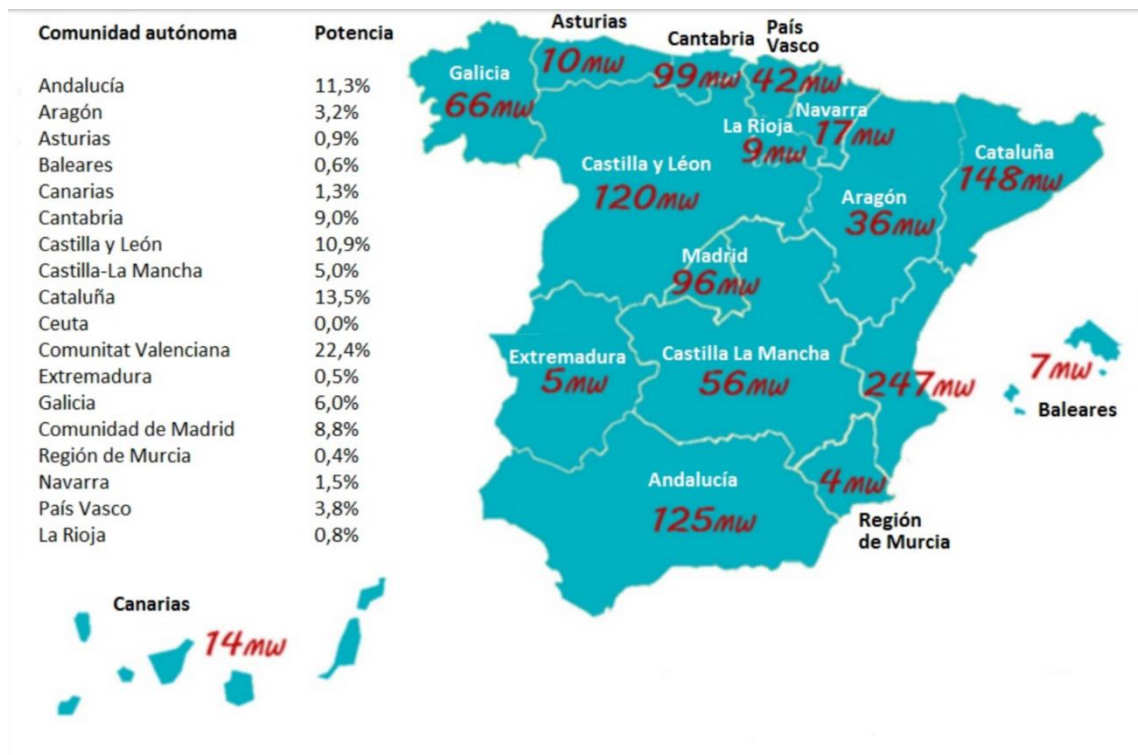 Comunidad autónoma Potencia
Andalucía 11,3%
Aragón 3,2%
Asturias 0,9%
Baleares 0,6%
Canarias 1,3%
Cantabria 9,0%
Castilla y León 10,9%
Castilla-La Mancha 5,0%
Cataluña 13,5%
Ceuta 0,0%
Comunitat Valenciana 22,4%
Extremadura 0,5%
Galicia 6,0%
Comunidad de Madrid 8,8%
Región de Murcia 0,4%
Navarra 1,5%
País Vasco 3,8%
La Rioja 0,8%
Asturias
10MW
Cantabria
99MW
País
Vasco
42MW
Galicia
66MW
Navarra
17MW
La Rioja
9MW
Castilla y Léon
120MW
Cataluña
148MW
Aragón
36MW
Madrid
96MW
Extremadura
5MW
Castilla La Mancha
56MW
247MW
7MW
Baleares
Andalucía
125MW
4MW
Región
de Murcia
Canarias
14MW